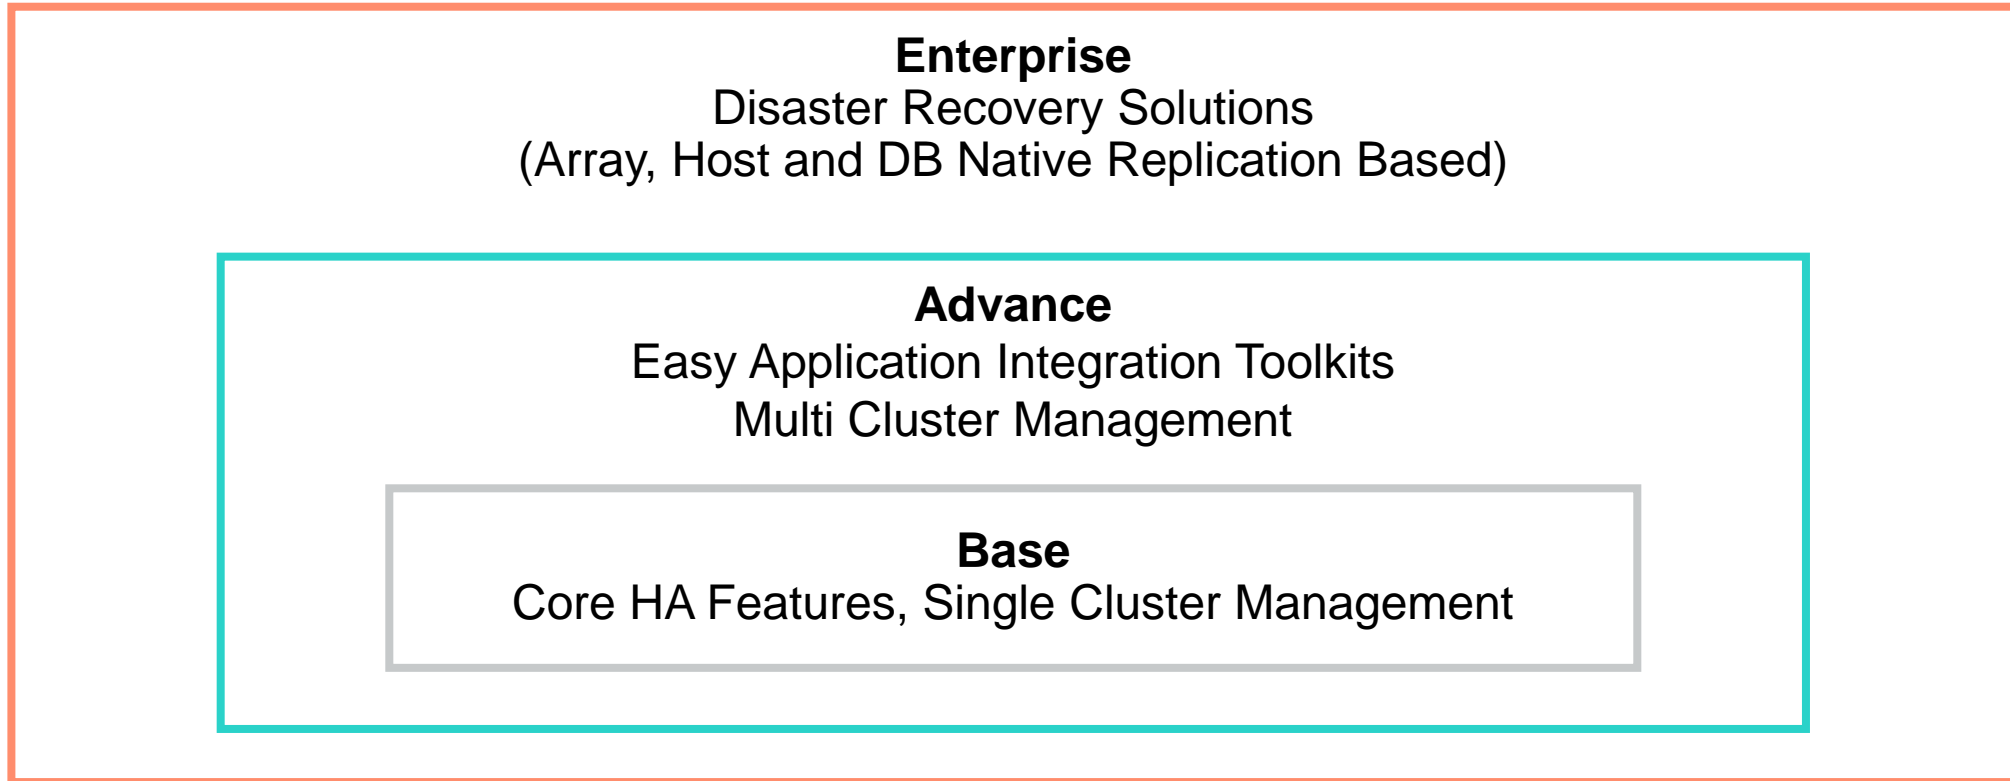 Enterprise
Disaster Recovery Solutions
(Array, Host and DB Native Replication Based)
Advance
Easy Application Integration Toolkits
Multi Cluster Management
Base
Core HA Features, Single Cluster Management